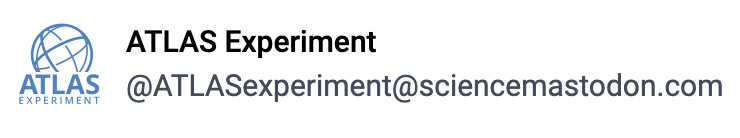 ATLAS
EXPERIMENT
ATLAS Experiment
@ATLASexperiment@sciencemastodon.com